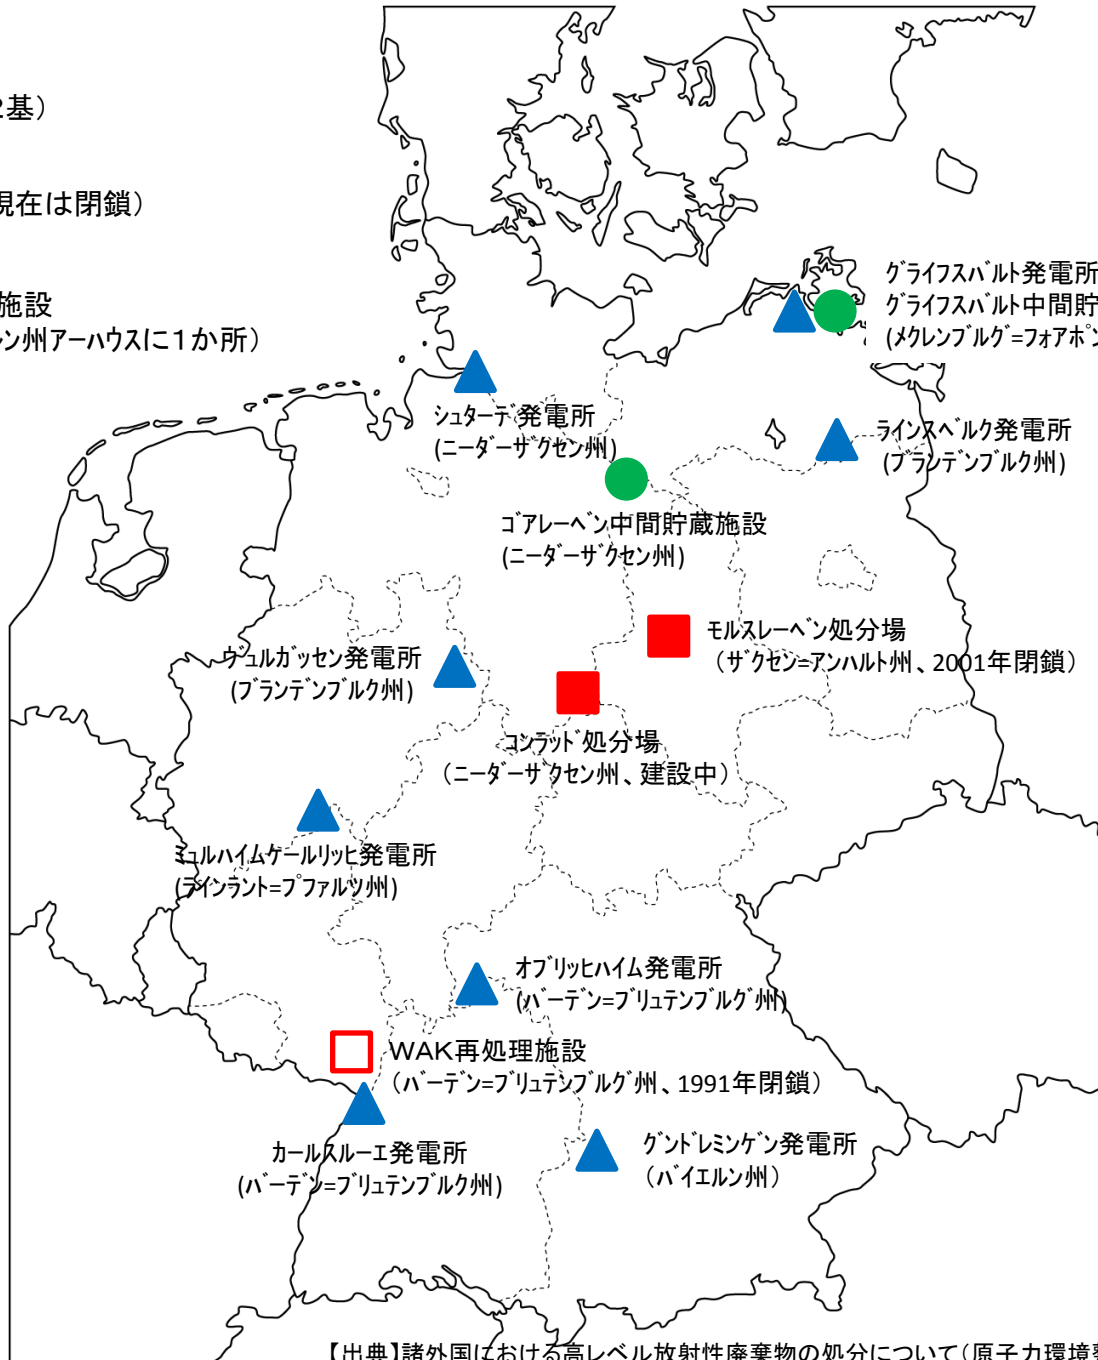 2基）
現在は閉鎖）
施設
ン州アーハウスに１か所）
グライフスバルト発電所
グライフスバルト中間貯
(メクレンブルグ=フォアポン
シュターデ発電所
(ニーダーザクセン州)
ラインスベルク発電所
(ブランデンブルク州)
ゴアレーベン中間貯蔵施設
(ニーダーザクセン州)
モルスレーベン処分場
（ザクセン=アンハルト州、2001年閉鎖）
ヴュルガッセン発電所
(ブランデンブルク州)
コンラッド処分場
（ニーダーザクセン州、建設中）
ミュルハイムケールリッヒ発電所
(ラインラント=プファルツ州)
オブリッヒハイム発電所
(バーデン=ブリュテンブルグ州)
ＷＡＫ再処理施設
（バーデン=ブリュテンブルグ州、1991年閉鎖）
カールスルーエ発電所
(バーデン=ブリュテンブルク州)
グンドレミンゲン発電所
（バイエルン州）
【出典】諸外国における高レベル放射性廃棄物の処分について（原子力環境整